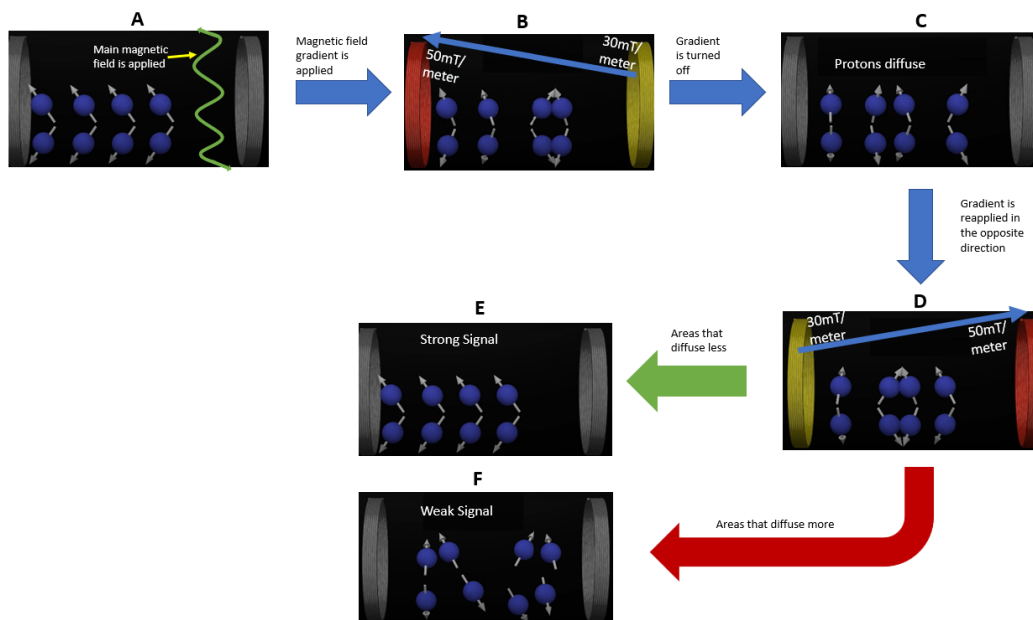 A
Main magnetic
field is applied
Magnetic field
gradient is
applied
B
50mT/
meter
30mT/
meter
Gradient
is turned
off
C
Protons diffuse
Gradient is
reapplied in
the opposite
direction
D
30mT/
meter
50mT/
meter
Areas that
diffuse less
E
Strong Signal
Areas that diffuse more
F
Weak Signal